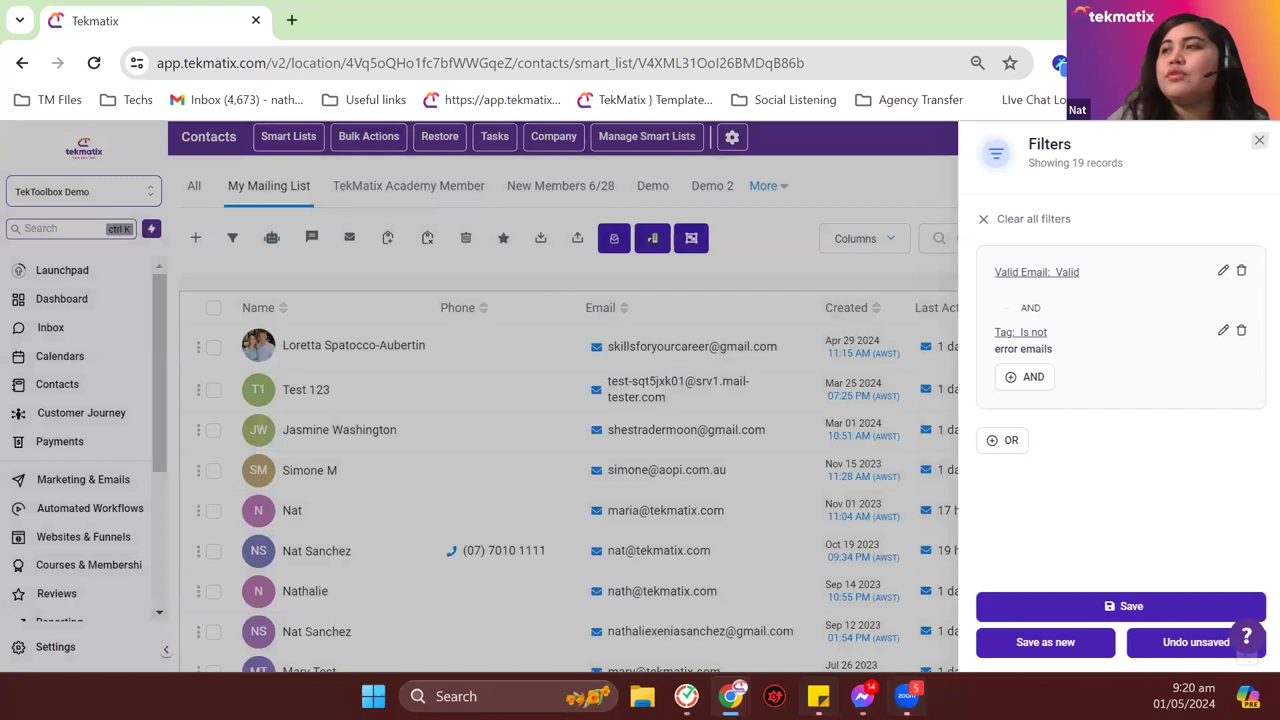 Tekmatix
app.tekmatix.com/v2/location/4Vq5oQHo1fc7bfWWGqeZ/contacts/smart_list/V4XML31OoI26BMDqB86b
TM FIles
Techs
Inbox (4,673) - nath...
Useful links
https://app.tekmatix...
TekMatix } Template...
Social Listening
Agency Transfer
LIve Chat Lo
tekmatix
Nat
tekmatix
TekToolbox Demo
Search
ctrl K
Launchpad
Dashboard
Inbox
Calendars
Contacts
Customer Journey
Payments
Marketing & Emails
Automated Workflows
Websites & Funnels
Courses & Membershi
Reviews
Settings
Contacts
Smart Lists
Bulk Actions
Restore
Tasks
Company
Manage Smart Lists
All
My Mailing List
TekMatix Academy Member
New Members 6/28
Demo
Demo 2
More
Columns
Name Phone Email Created Last Act
Loretta Spatocco-Aubertin skillsforyourcareer@gmail.com Apr 29 2024 1 da
11:15 AM (AWST)
Test 123 test-sqt5jxk01@srv1.mail- Mar 25 2024 1 da
tester.com 07:25 PM (AWST)
Jasmine Washington shestradermoon@gmail.com Mar 01 2024 1 da
10:51 AM (AWST)
SM Simone M simone@aopi.com.au Nov 15 2023 1 da
11:28 AM (AWST)
N Nat maria@tekmatix.com Nov 01 2023 17 h
11:04 AM (AWST)
NS Nat Sanchez (07) 7010 1111 nat@tekmatix.com Oct 19 2023 19 h
09:34 PM (AWST)
N Nathalie nath@tekmatix.com Sep 14 2023 1 da
10:55 PM (AWST)
NS Nat Sanchez nathaliexeniasanchez@gmail.com Sep 12 2023 1 da
01:54 PM (AWST)
Jul 26 2023
Filters
Showing 19 records
Clear all filters
Valid Email: Valid
AND
Tag: Is not
error emails
AND
OR
Save
Save as new
Undo unsaved
?
Search
14
5
9:20 am
01/05/2024
PRE